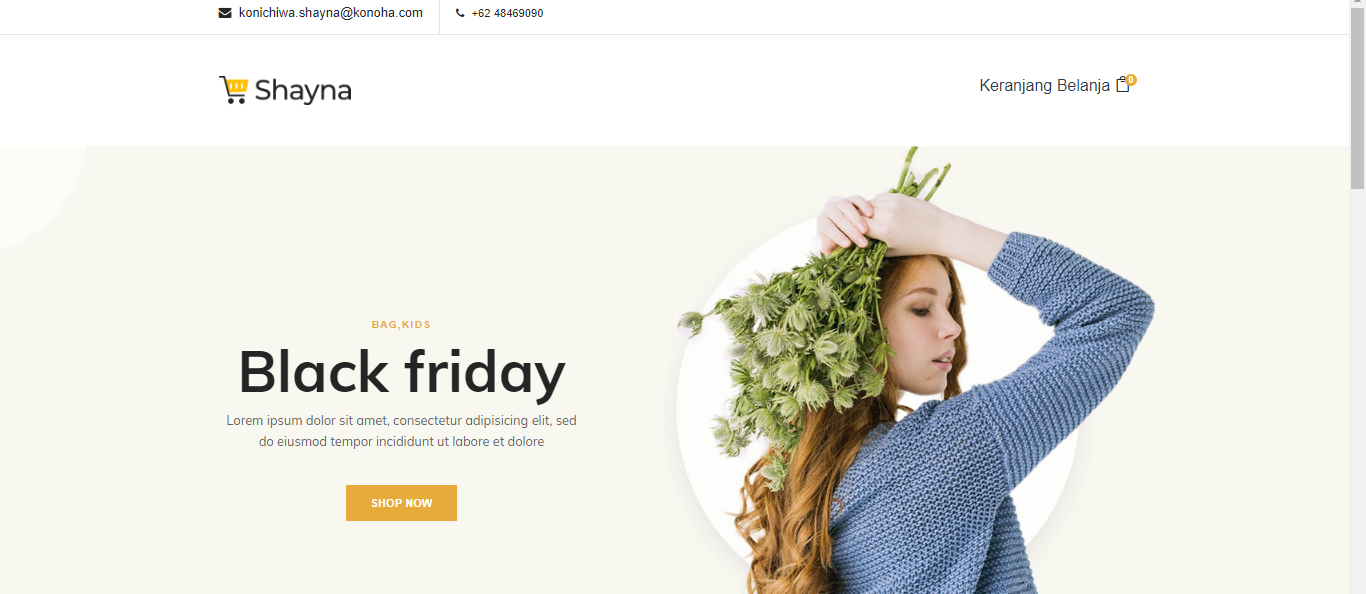 konichiwa.shayna@konoha.com
+62 48469090
Shayna
Keranjang Belanja 0
BAG,KIDS
Black friday
Lorem ipsum dolor sit amet, consectetur adipisicing elit, sed
do eiusmod tempor incididunt ut labore et dolore
SHOP NOW